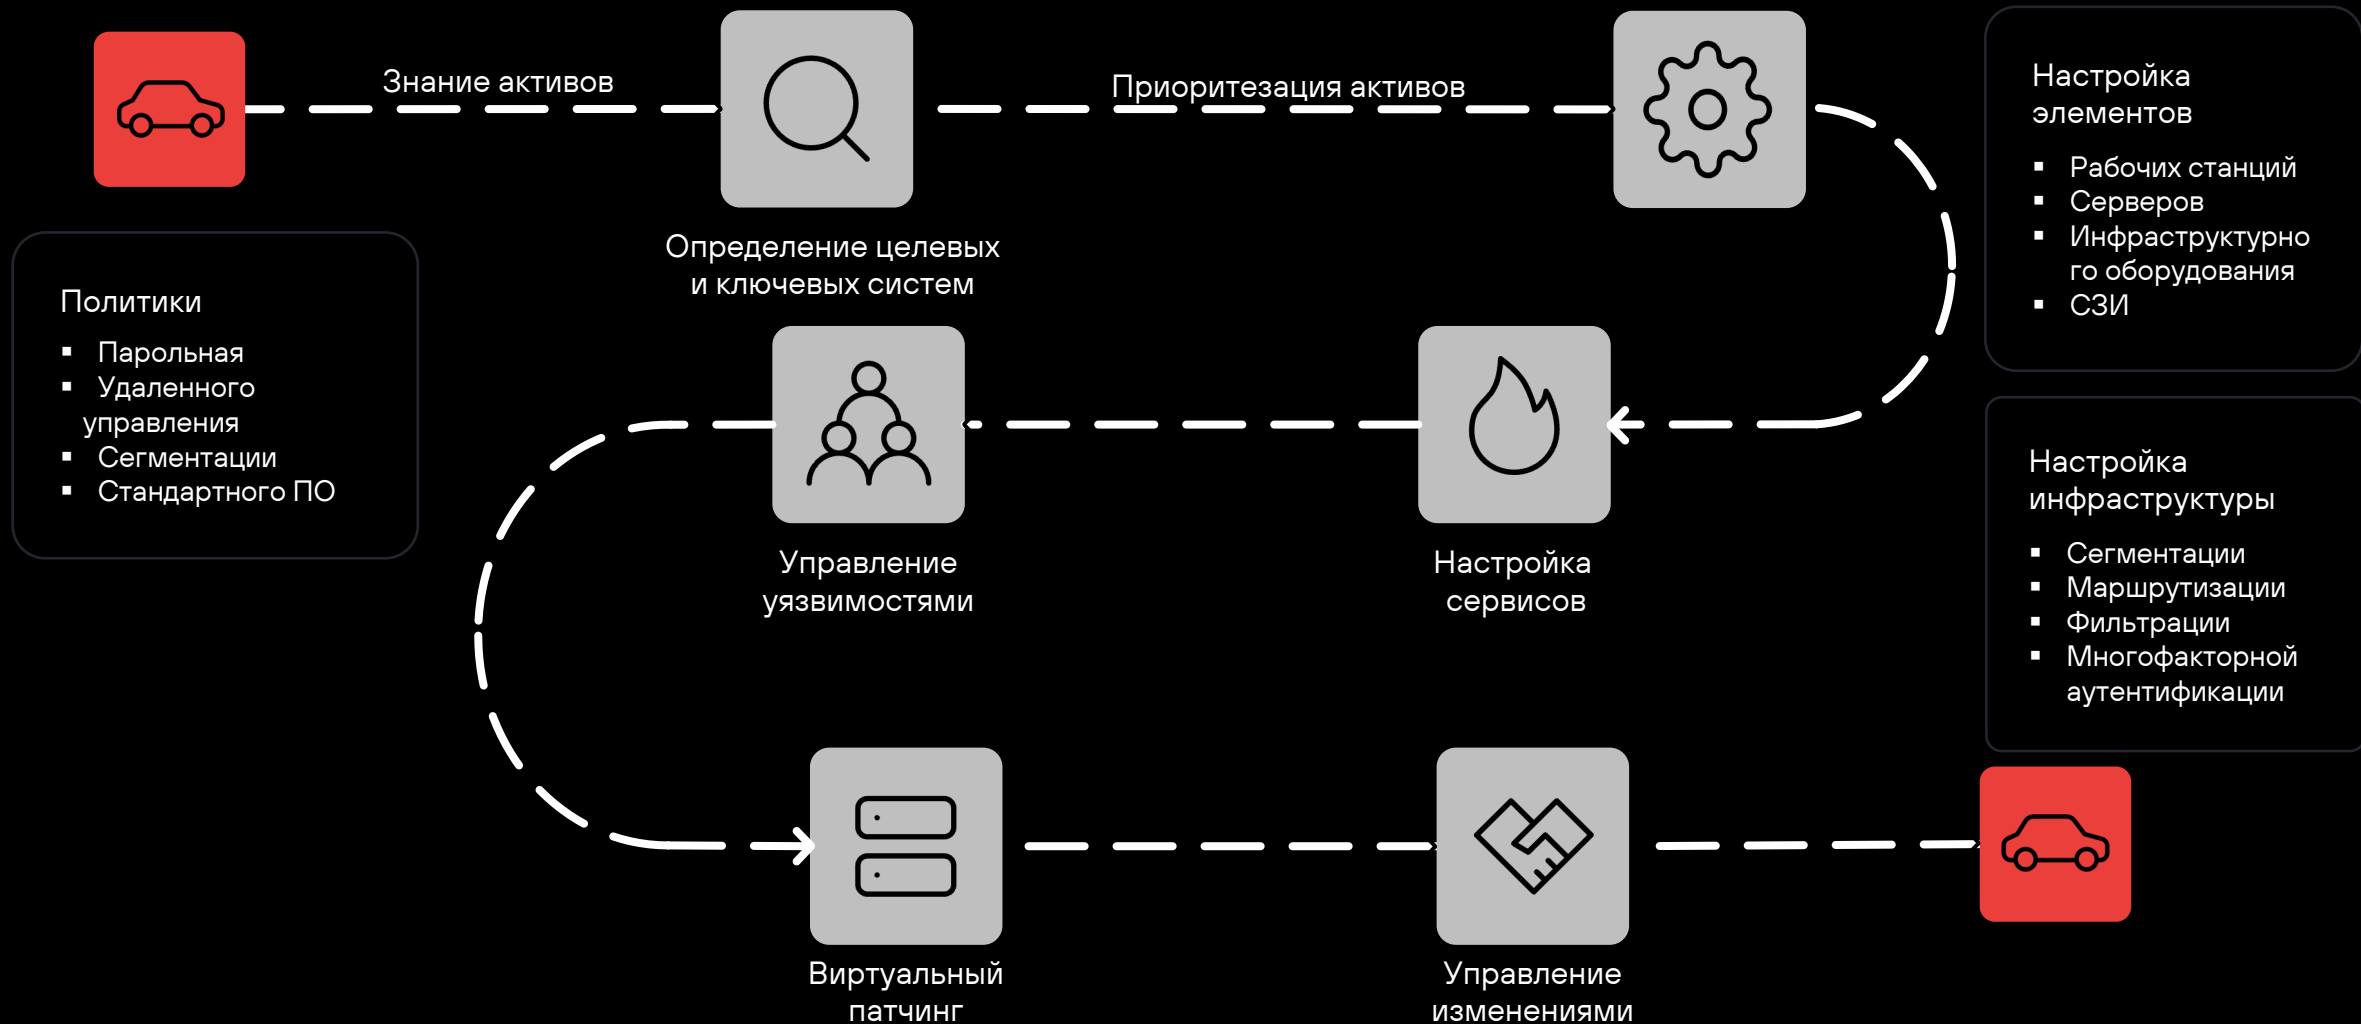 Знание активов
Приоритезация активов
Определение целевых
и ключевых систем
Настройка
элементов
▪ Рабочих станций
▪ Серверов
▪ Инфраструктурно
го оборудования
▪ СЗИ
Политики
▪ Парольная
▪ Удаленного
управления
▪ Сегментации
▪ Стандартного ПО
Управление
уязвимостями
Настройка
сервисов
Настройка
инфраструктуры
▪ Сегментации
▪ Маршрутизации
▪ Фильтрации
▪ Многофакторной
аутентификации
Виртуальный
патчинг
Управление
изменениями